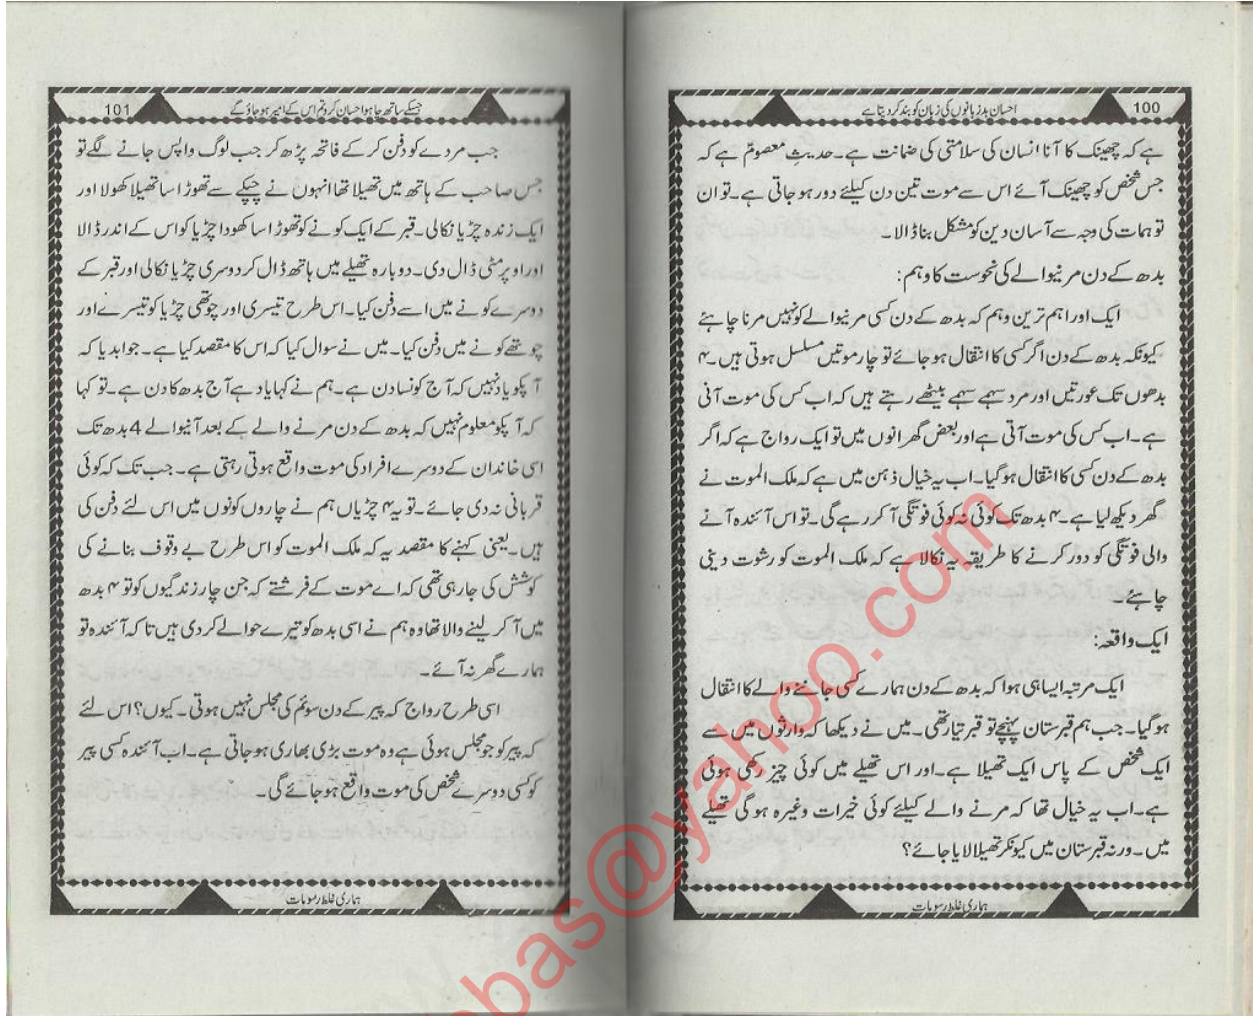 100
احسان بدزبانوں کی زبان کو بند کر دیتا ہے
ہے کہ چھینک کا آنا انسان کی سلامتی کی ضمانت ہے۔ حدیثِ معصومؑ ہے کہ
جس شخص کو چھینک آئے اس سے موت تین دن کیلئے دور ہو جاتی ہے۔ تو ان
توہمات کی وجہ سے آسان دین کو مشکل بنا ڈالا۔
بدھ کے دن مرنیوالے کی نحوست کا وہم:
ایک اور اہم ترین وہم کہ بدھ کے دن کسی مرنیوالے کو نہیں مرنا چاہئے
کیونکہ بدھ کے دن اگر کسی کا انتقال ہو جائے تو چار موتیں مسلسل ہوتی ہیں۔ ۴
بدھوں تک عورتیں اور مرد سہمے سہمے بیٹھے رہتے ہیں کہ اب کس کی موت آنی
ہے۔ اب کس کی موت آتی ہے اور بعض گھرانوں میں تو ایک رواج ہے کہ اگر
بدھ کے دن کسی کا انتقال ہو گیا۔ اب یہ خیال ذہن میں ہے کہ ملک الموت نے
گھر دیکھ لیا ہے۔ ۴ بدھ تک کوئی نہ کوئی فوتگی آ کر رہے گی۔ تو اس آئندہ آنے
والی فوتگی کو دور کرنے کا طریقہ یہ نکالا ہے کہ ملک الموت کو رشوت دینی
چاہئے۔
ایک واقعہ:
ایک مرتبہ ایسا ہی ہوا کہ بدھ کے دن ہمارے کسی جاننے والے کا انتقال
ہو گیا۔ جب ہم قبرستان پہنچے تو قبر تیار تھی۔ میں نے دیکھا کہ وارثوں میں سے
ایک شخص کے پاس ایک تھیلا ہے۔ اور اس تھیلے میں کوئی چیز رکھی ہوئی
ہے۔ اب یہ خیال تھا کہ مرنے والے کیلئے کوئی خیرات وغیرہ ہو گی تھیلے
میں۔ ورنہ قبرستان میں کیونکر تھیلا لایا جائے؟
ہماری غلط رسومات
101
جسکے ساتھ چاہو احسان کرو تم اس کے امیر ہو جاؤ گے
جب مردے کو دفن کر کے فاتحہ پڑھ کر جب لوگ واپس جانے لگے تو
جس صاحب کے ہاتھ میں تھیلا تھا انہوں نے چپکے سے تھوڑا سا تھیلا کھولا اور
ایک زندہ چڑیا نکالی۔ قبر کے ایک کونے کو تھوڑا سا کھودا چڑیا کو اس کے اندر ڈالا
اور اوپر مٹی ڈال دی۔ دوبارہ تھیلے میں ہاتھ ڈال کر دوسری چڑیا نکالی اور قبر کے
دوسرے کونے میں اسے دفن کیا۔ اس طرح تیسری اور چوتھی چڑیا کو تیسرے اور
چوتھے کونے میں دفن کیا۔ میں نے سوال کیا کہ اس کا مقصد کیا ہے۔ جواب دیا کہ
آپکو یاد نہیں کہ آج کونسا دن ہے۔ ہم نے کہا یاد ہے آج بدھ کا دن ہے۔ تو کہا
کہ آپکو معلوم نہیں کہ بدھ کے دن مرنے والے کے بعد آنیوالے 4 بدھ تک
اسی خاندان کے دوسرے افراد کی موت واقع ہوتی رہتی ہے۔ جب تک کہ کوئی
قربانی نہ دی جائے۔ تو یہ ۴ چڑیاں ہم نے چاروں کونوں میں اس لئے دفن کی
ہیں۔ یعنی کہنے کا مقصد یہ کہ ملک الموت کو اس طرح بے وقوف بنانے کی
کوشش کی جا رہی تھی کہ اے موت کے فرشتے کہ جن چار زندگیوں کو تو ۴ بدھ
میں آ کر لینے والا تھا وہ ہم نے اسی بدھ کو تیرے حوالے کر دی ہیں تا کہ آئندہ تو
ہمارے گھر نہ آئے۔
اسی طرح رواج کہ پیر کے دن سوئم کی مجلس نہیں ہوتی۔ کیوں؟ اس لئے
کہ پیر کو جو مجلس ہوئی ہے وہ موت بڑی بھاری ہو جاتی ہے۔ اب آئندہ کسی پیر
کو کسی دوسرے شخص کی موت واقع ہو جائے گی۔
ہماری غلط رسومات
bas@yahoo.com